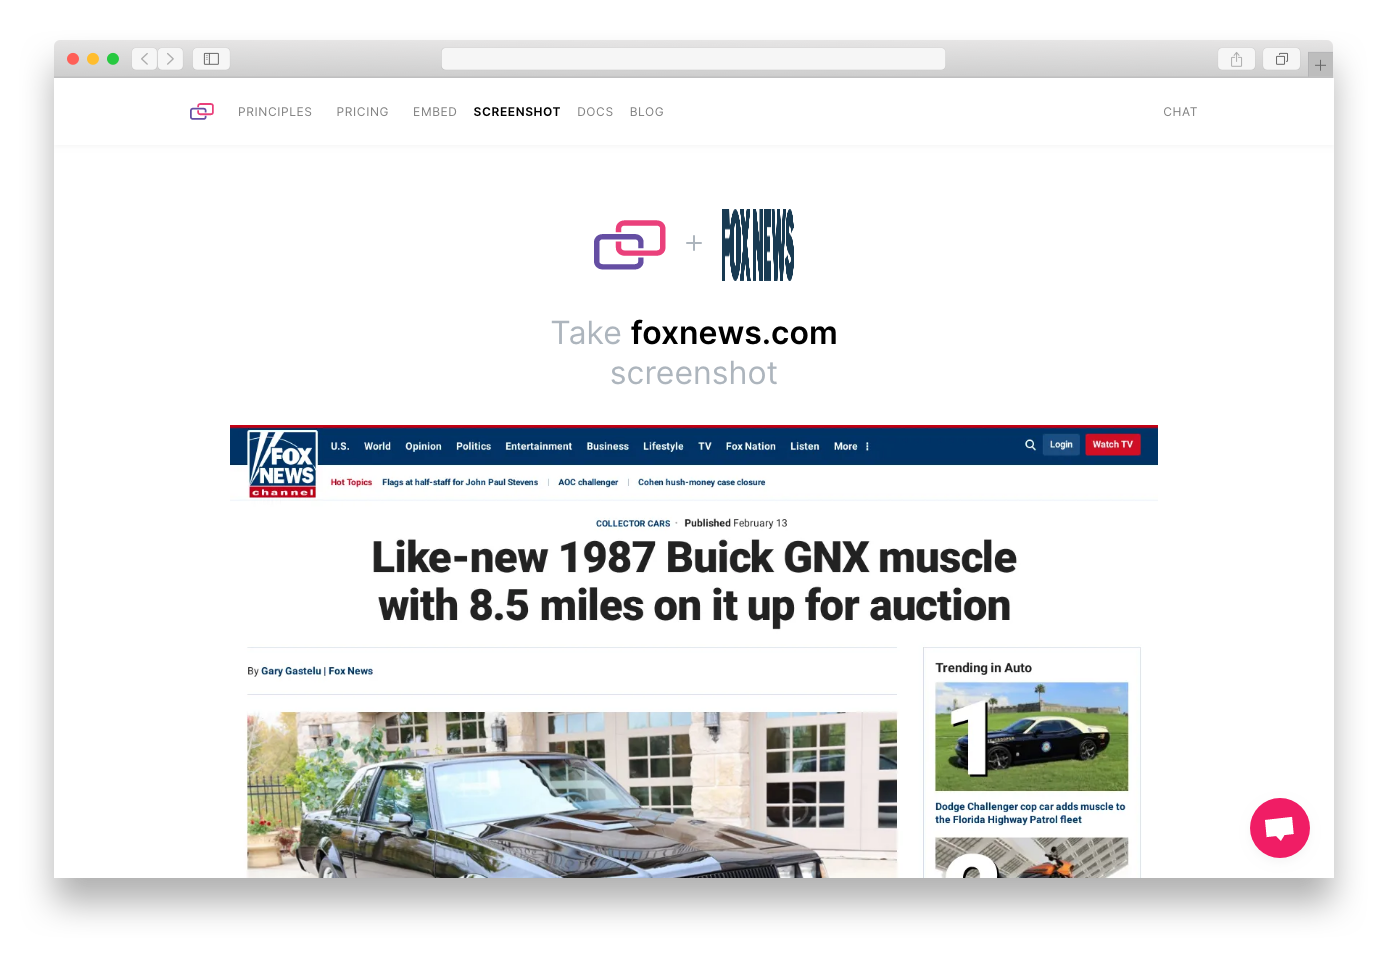 PRINCIPLES PRICING EMBED SCREENSHOT DOCS BLOG CHAT
FOX NEWS
Take foxnews.com
screenshot
FOX
NEWS
channel
U.S. World Opinion Politics Entertainment Business Lifestyle TV Fox Nation Listen More Login Watch TV
Hot Topics Flags at half-staff for John Paul Stevens AOC challenger Cohen hush-money case closure
COLLECTOR CARS · Published February 13
Like-new 1987 Buick GNX muscle
with 8.5 miles on it up for auction
By Gary Gastelu | Fox News
Trending in Auto
1
Dodge Challenger cop car adds muscle to
the Florida Highway Patrol fleet